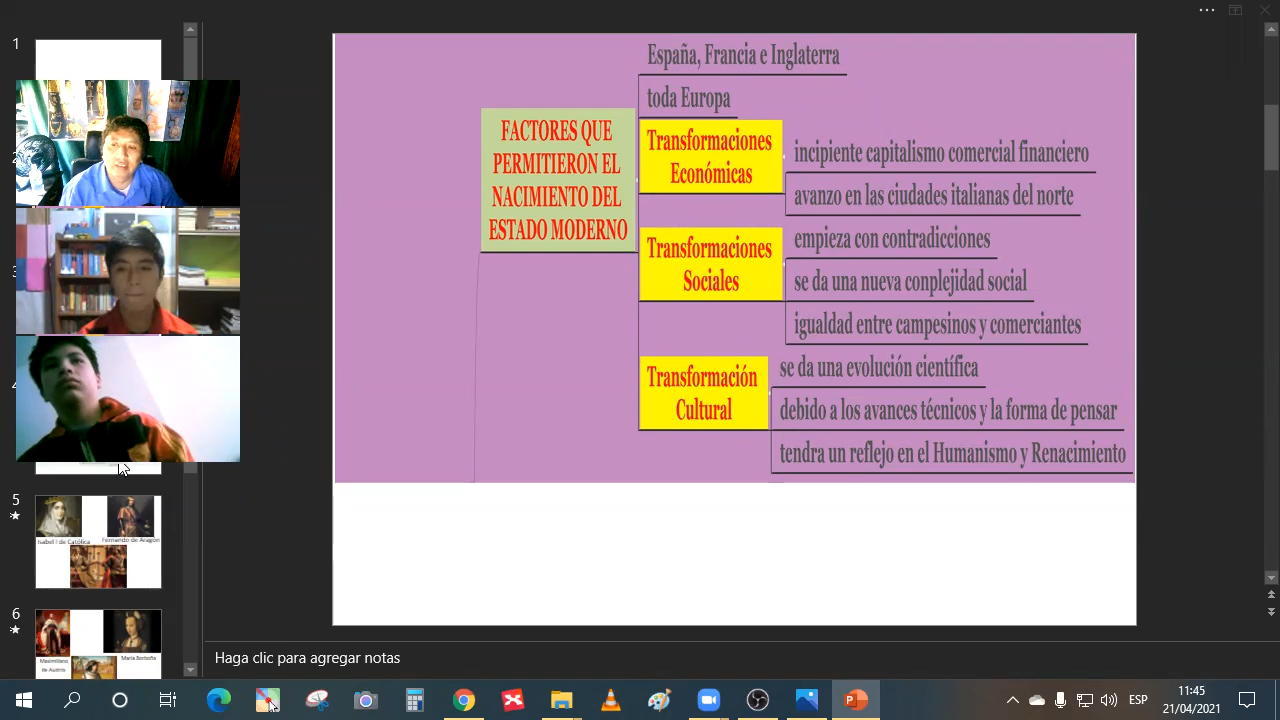 1
España, Francia e Inglaterra
toda Europa
FACTORES QUE
PERMITIERON EL
NACIMIENTO DEL
ESTADO MODERNO
Transformaciones
Económicas
incipiente capitalismo comercial financiero
avanzo en las ciudades italianas del norte
Transformaciones
Sociales
empieza con contradicciones
se da una nueva conplejidad social
igualdad entre campesinos y comerciantes
Transformación
Cultural
se da una evolución científica
debido a los avances técnicos y la forma de pensar
tendra un reflejo en el Humanismo y Renacimiento
5
Isabel I de Católica
Fernando de Aragón
6
Maximiliano
de Austria
María Borboña
Haga clic para agregar notas
ESP
11:45
21/04/2021